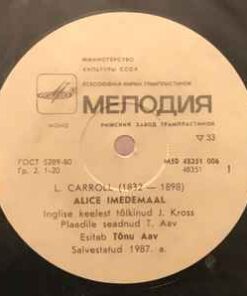 МИНИСТЕРСТВО
КУЛЬТУРЫ СССР
ВСЕСОЮЗНАЯ ФИРМА ГРАМПЛАСТИНОК
МЕЛОДИЯ
МОНО
РИЖСКИЙ ЗАВОД ГРАМПЛАСТИНОК
33
ГОСТ 5289-80
Гр. 2. 1-20
М50 48351 006
48351
1
L. CARROLL (1832 — 1898)
ALICE IMEDEMAAL
Inglise keelest tõlkinud J. Kross
Plaadile seadnud T. Aav
Esitab Tõnu Aav
Salvestatud 1987. a.